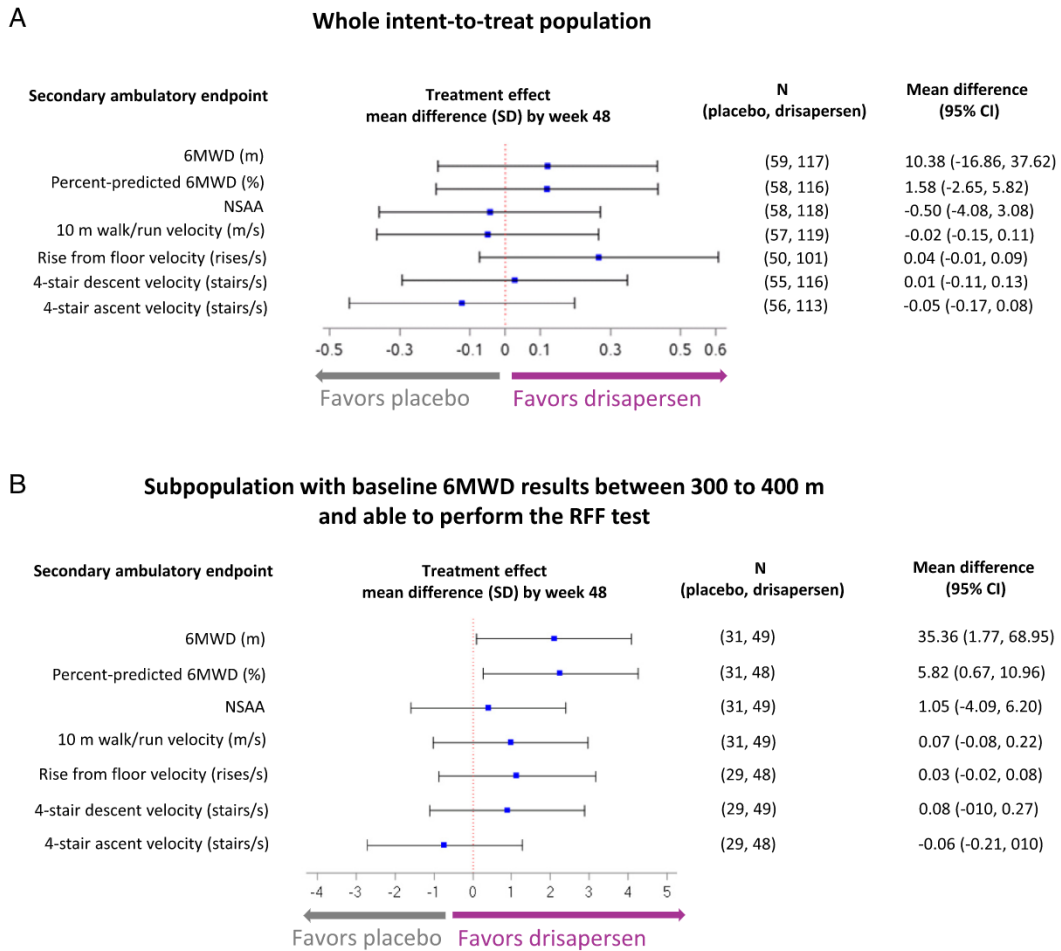 A
Whole intent-to-treat population
Secondary ambulatory endpoint
Treatment effect
mean difference (SD) by week 48
N
(placebo, drisapersen)
Mean difference
(95% CI)
6MWD (m) (59, 117) 10.38 (-16.86, 37.62)
Percent-predicted 6MWD (%) (58, 116) 1.58 (-2.65, 5.82)
NSAA (58, 118) -0.50 (-4.08, 3.08)
10 m walk/run velocity (m/s) (57, 119) -0.02 (-0.15, 0.11)
Rise from floor velocity (rises/s) (50, 101) 0.04 (-0.01, 0.09)
4-stair descent velocity (stairs/s) (55, 116) 0.01 (-0.11, 0.13)
4-stair ascent velocity (stairs/s) (56, 113) -0.05 (-0.17, 0.08)
-0.5 -0.3 -0.1 0 0.1 0.3 0.5 0.6
Favors placebo Favors drisapersen
B
Subpopulation with baseline 6MWD results between 300 to 400 m
and able to perform the RFF test
Secondary ambulatory endpoint
Treatment effect
mean difference (SD) by week 48
N
(placebo, drisapersen)
Mean difference
(95% CI)
6MWD (m) (31, 49) 35.36 (1.77, 68.95)
Percent-predicted 6MWD (%) (31, 48) 5.82 (0.67, 10.96)
NSAA (31, 49) 1.05 (-4.09, 6.20)
10 m walk/run velocity (m/s) (31, 49) 0.07 (-0.08, 0.22)
Rise from floor velocity (rises/s) (29, 48) 0.03 (-0.02, 0.08)
4-stair descent velocity (stairs/s) (29, 49) 0.08 (-010, 0.27)
4-stair ascent velocity (stairs/s) (29, 48) -0.06 (-0.21, 010)
-4 -3 -2 -1 0 1 2 3 4 5
Favors placebo Favors drisapersen